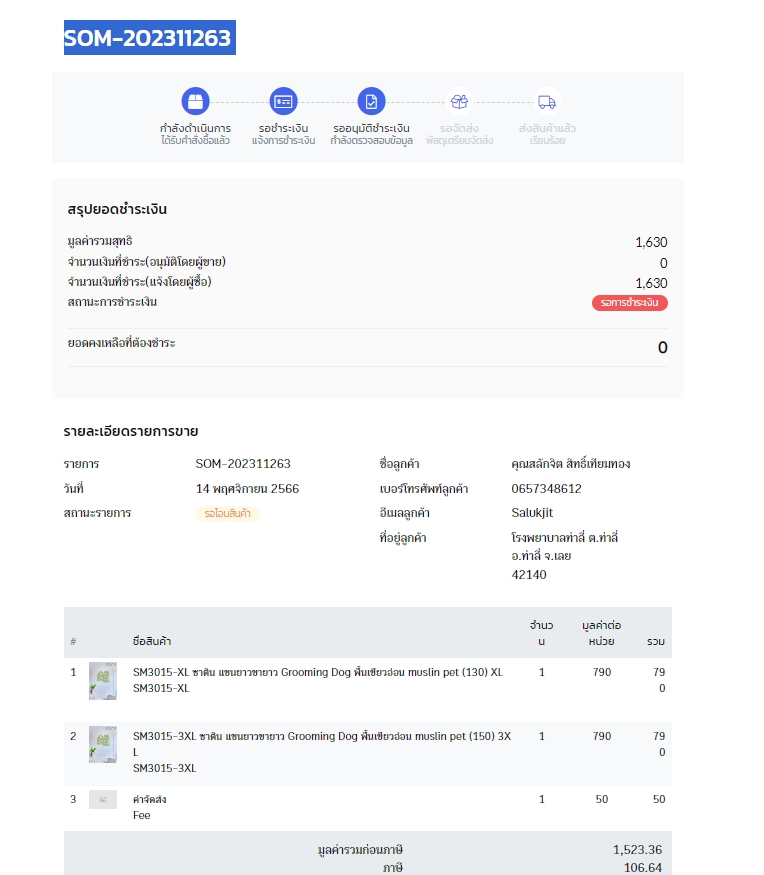 SOM-202311263
กำลังดำเนินการ
ได้รับคำสั่งซื้อแล้ว
รอชำระเงิน
แจ้งการชำระเงิน
รออนุมัติชำระเงิน
กำลังตรวจสอบข้อมูล
รอจัดส่ง
พัสดุเตรียมจัดส่ง
ส่งสินค้าแล้ว
เรียบร้อย
สรุปยอดชำระเงิน
มูลค่ารวมสุทธิ 1,630
จำนวนเงินที่ชำระ(อนุมัติโดยผู้ขาย) 0
จำนวนเงินที่ชำระ(แจ้งโดยผู้ซื้อ) 1,630
สถานะการชำระเงิน รอการชำระเงิน
ยอดคงเหลือที่ต้องชำระ 0
รายละเอียดรายการขาย
รายการ SOM-202311263
วันที่ 14 พฤศจิกายน 2566
สถานะรายการ รอโอนสินค้า
ชื่อลูกค้า คุณสลักจิต สิทธิ์เทียมทอง
เบอร์โทรศัพท์ลูกค้า 0657348612
อีเมลลูกค้า Salukjit
ที่อยู่ลูกค้า โรงพยาบาลท่าลี่ ต.ท่าลี่
อ.ท่าลี่ จ.เลย
42140
# ชื่อสินค้า จำนว
น มูลค่าต่อ
หน่วย รวม
1 SM3015-XL ซาติน แขนยาวขายาว Grooming Dog พื้นเขียวอ่อน muslin pet (130) XL 1 790 79
SM3015-XL 0
2 SM3015-3XL ซาติน แขนยาวขายาว Grooming Dog พื้นเขียวอ่อน muslin pet (150) 3X 1 790 79
L 0
SM3015-3XL
3 ค่าจัดส่ง 1 50 50
Fee
มูลค่ารวมก่อนภาษี 1,523.36
ภาษี 106.64